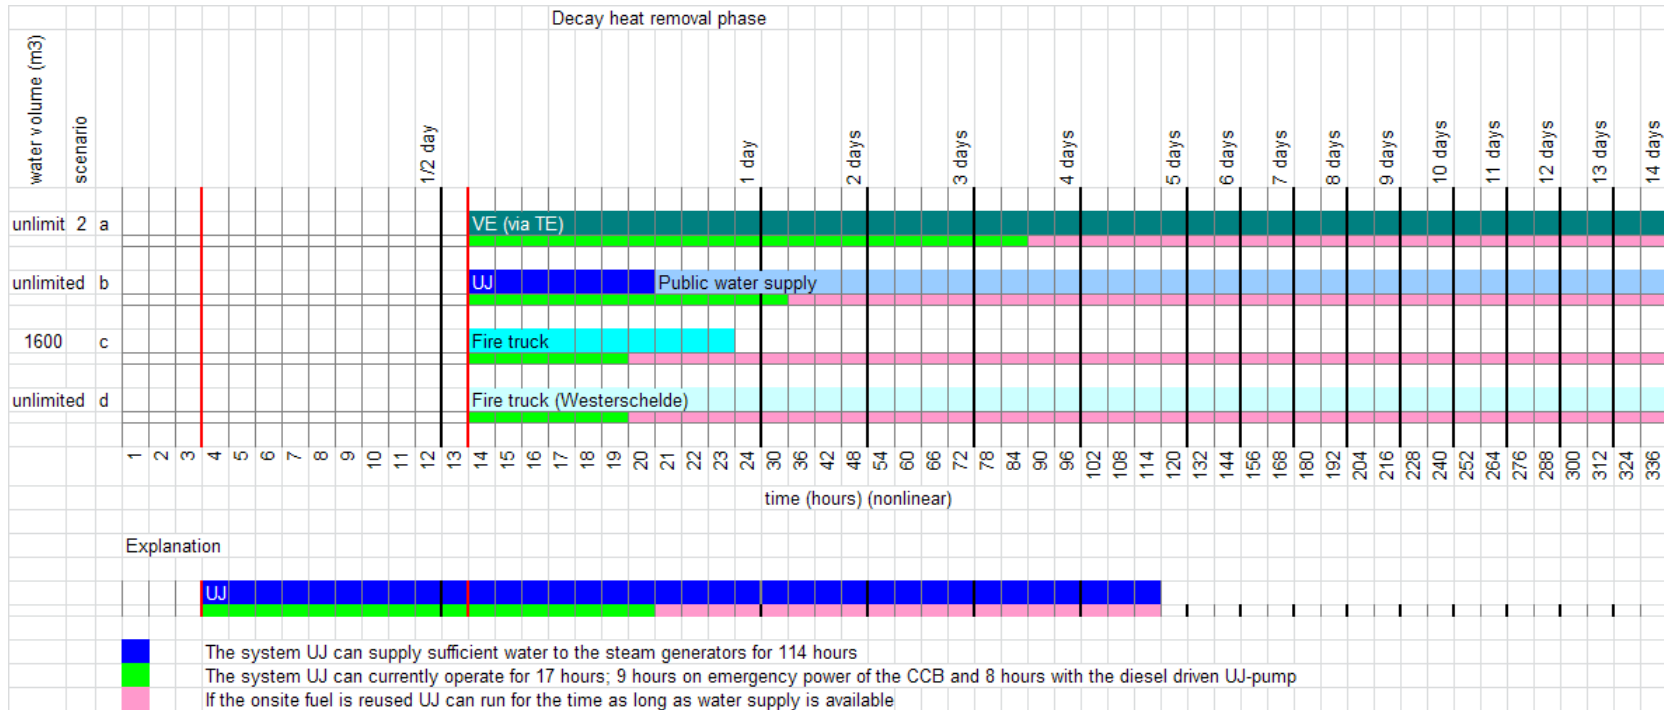 Decay heat removal phase
water volume (m3)
scenario
1/2 day
1 day
2 days
3 days
4 days
5 days
6 days
7 days
8 days
9 days
10 days
11 days
12 days
13 days
14 days
unlimit 2 a VE (via TE)
unlimited b UJ Public water supply
1600 c Fire truck
unlimited d Fire truck (Westerschelde)
1 2 3 4 5 6 7 8 9 10 11 12 13 14 15 16 17 18 19 20 21 22 23 24 30 36 42 48 54 60 66 72 78 84 90 96 102 108 114 120 132 144 156 168 180 192 204 216 228 240 252 264 276 288 300 312 324 336
time (hours) (nonlinear)
Explanation
UJ
The system UJ can supply sufficient water to the steam generators for 114 hours
The system UJ can currently operate for 17 hours; 9 hours on emergency power of the CCB and 8 hours with the diesel driven UJ-pump
If the onsite fuel is reused UJ can run for the time as long as water supply is available